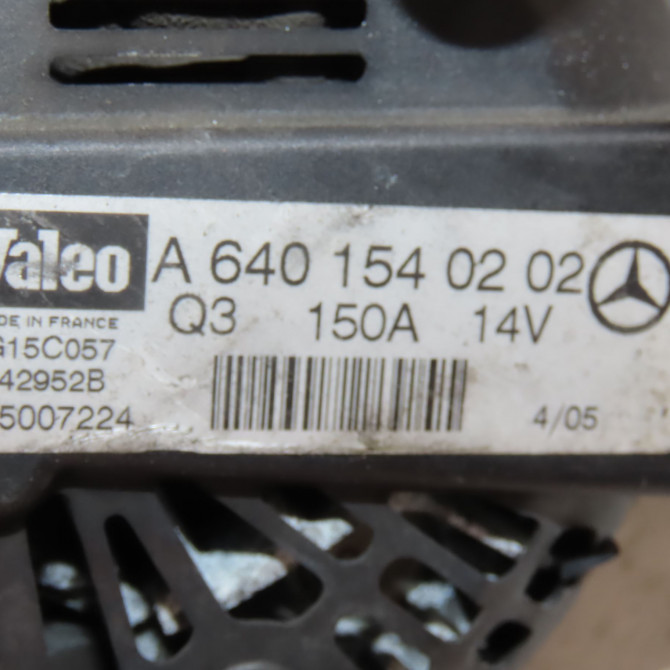 Valeo A 640 154 02 02
DE IN FRANCE Q3 150A 14V
G15C057
42952B
5007224 4/05